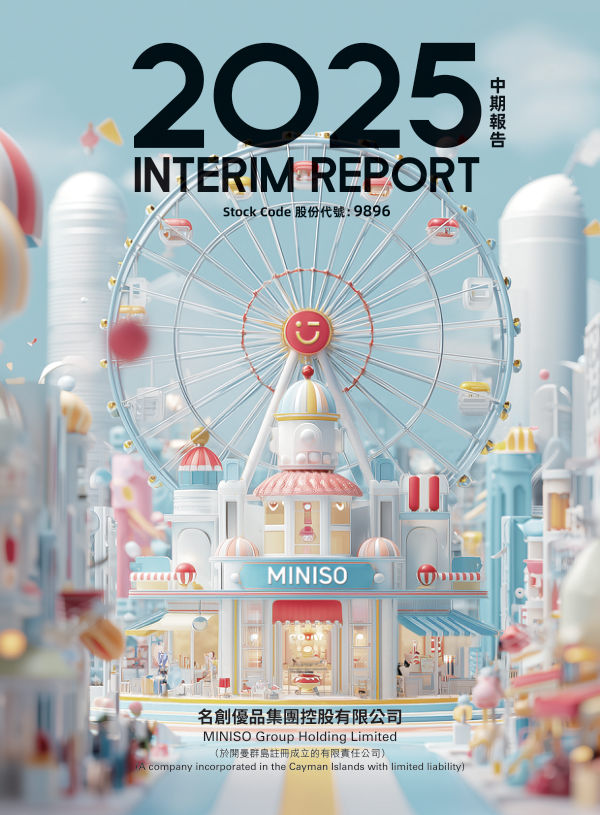 2025
中期報告
INTERIM REPORT
Stock Code 股份代號：9896
MINISO
名創優品集團控股有限公司
MINISO Group Holding Limited
（於開曼群島註冊成立的有限責任公司）
(A company incorporated in the Cayman Islands with limited liability)